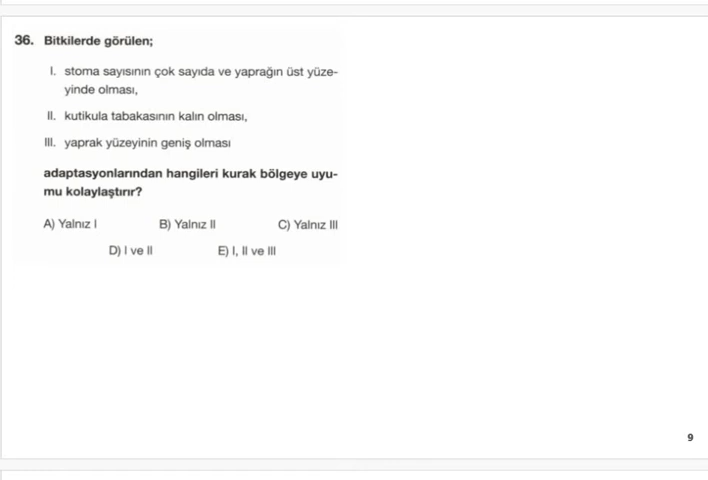 36. Bitkilerde görülen;
I. stoma sayısının çok sayıda ve yaprağın üst yüze-
yinde olması,
II. kutikula tabakasının kalın olması,
III. yaprak yüzeyinin geniş olması
adaptasyonlarından hangileri kurak bölgeye uyu-
mu kolaylaştırır?
A) Yalnız I B) Yalnız II C) Yalnız III
D) I ve II E) I, II ve III
9